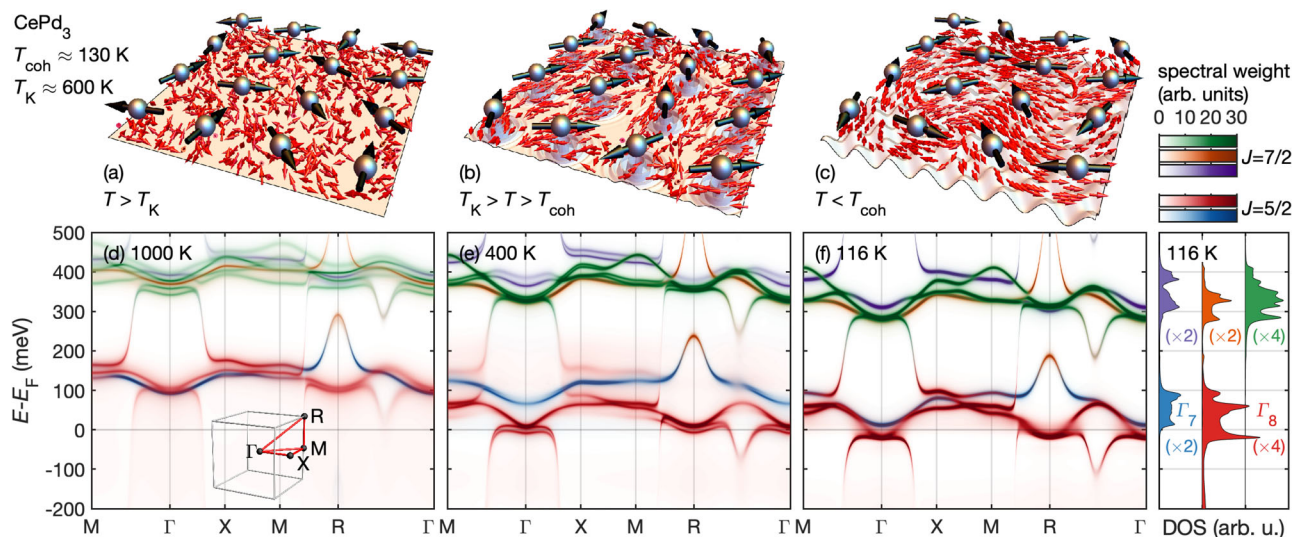 CePd3
Tcoh ≈ 130 K
TK ≈ 600 K
(a)
T > TK
(b)
TK > T > Tcoh
(c)
T < Tcoh
spectral weight
(arb. units)
0 10 20 30
J=7/2
J=5/2
E-EF (meV)
500
400
300
200
100
0
-100
-200
(d) 1000 K
R
Γ
M
X
M Γ X M R Γ
(e) 400 K
M Γ X M R Γ
(f) 116 K
M Γ X M R Γ
116 K
(×2) (×2) (×4)
Γ7 Γ8
(×2) (×4)
DOS (arb. u.)